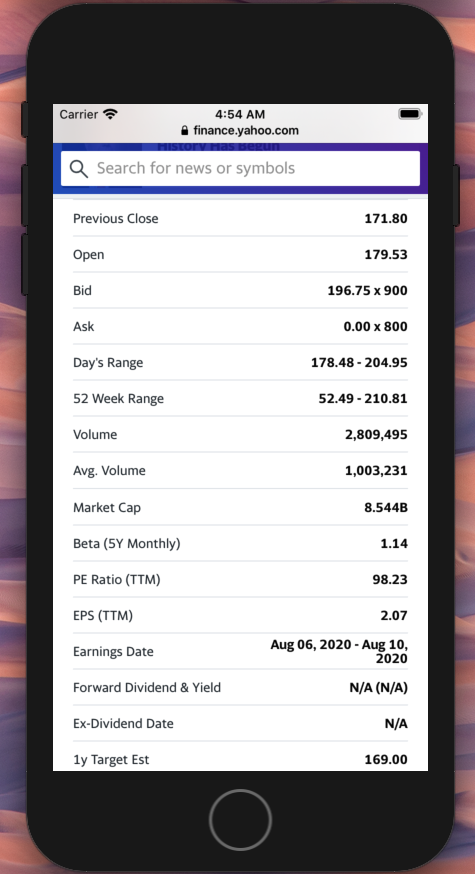 Carrier 4:54 AM
finance.yahoo.com
History Has Begun
Search for news or symbols
Previous Close 171.80
Open 179.53
Bid 196.75 x 900
Ask 0.00 x 800
Day's Range 178.48 - 204.95
52 Week Range 52.49 - 210.81
Volume 2,809,495
Avg. Volume 1,003,231
Market Cap 8.544B
Beta (5Y Monthly) 1.14
PE Ratio (TTM) 98.23
EPS (TTM) 2.07
Earnings Date Aug 06, 2020 - Aug 10,
2020
Forward Dividend & Yield N/A (N/A)
Ex-Dividend Date N/A
1y Target Est 169.00